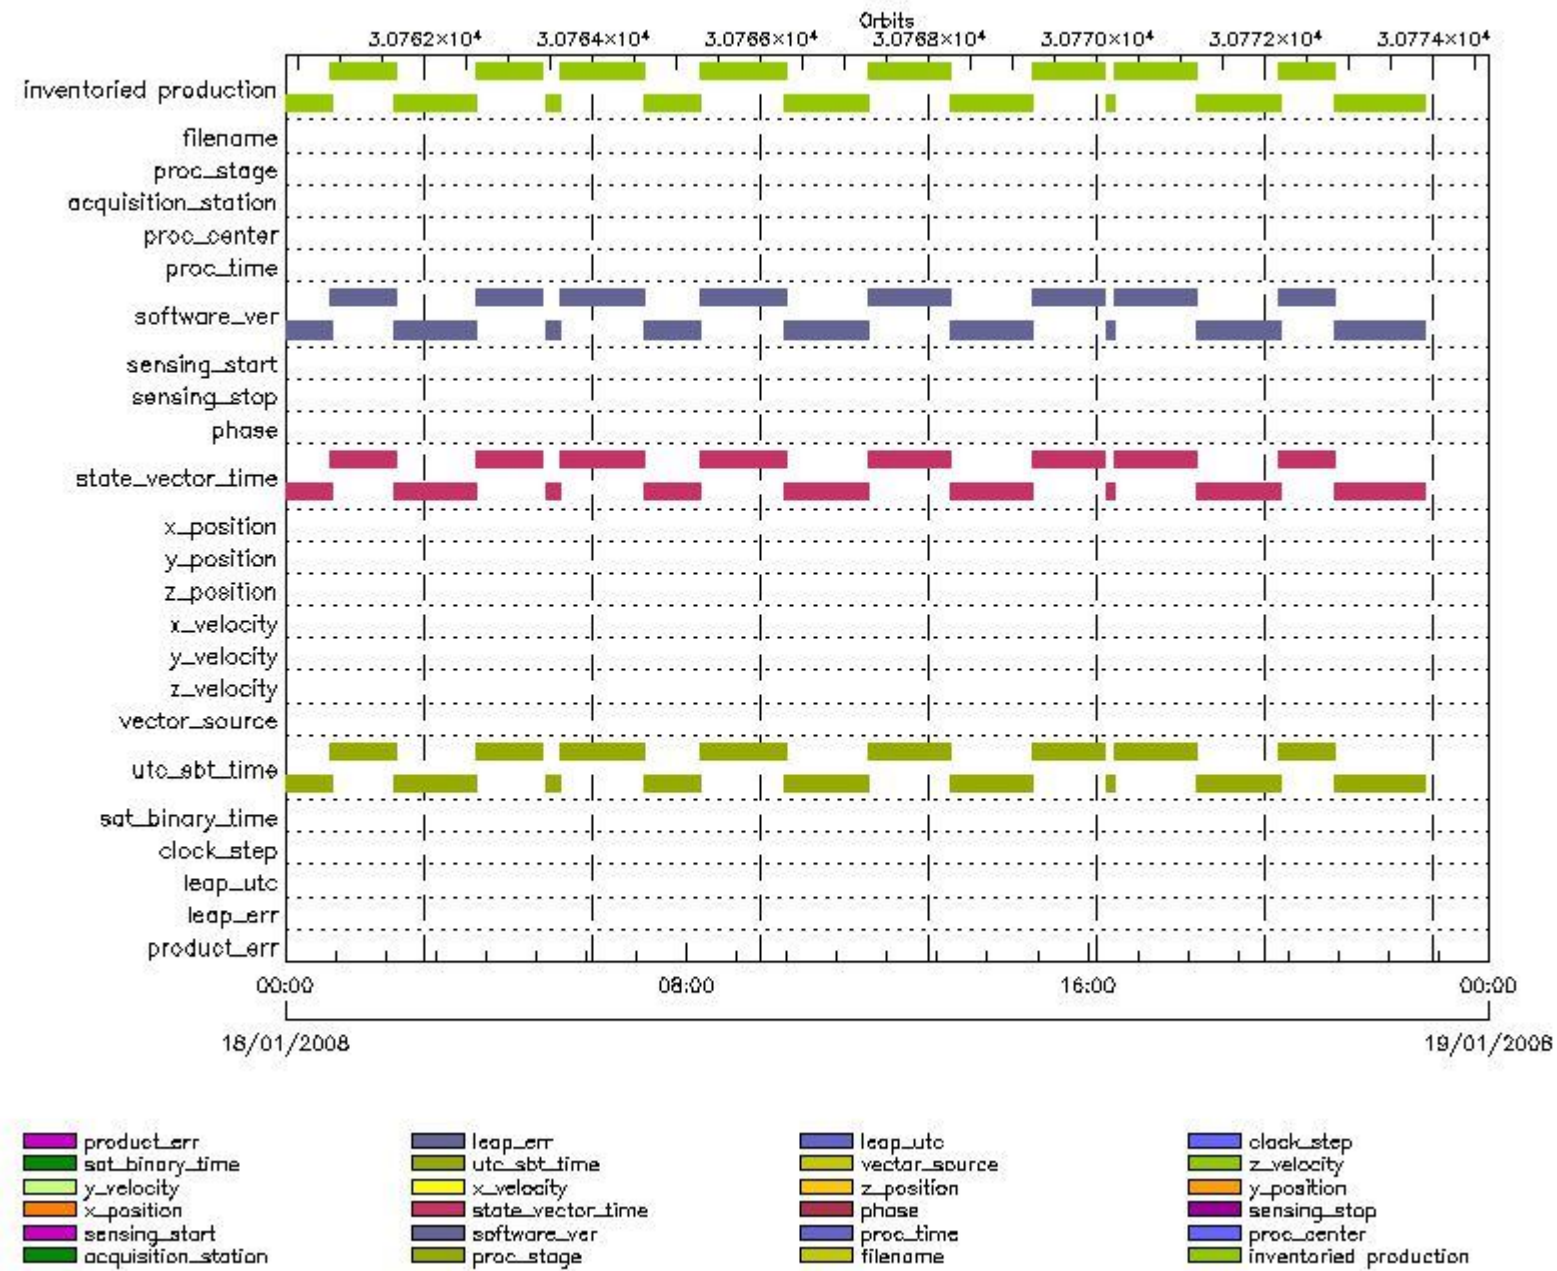 Orbits
3.0762×10⁴ 3.0764×10⁴ 3.0766×10⁴ 3.0768×10⁴ 3.0770×10⁴ 3.0772×10⁴ 3.0774×10⁴
inventoried production
filename
proc_stage
acquisition_station
proc_center
proc_time
software_ver
sensing_start
sensing_stop
phase
state_vector_time
x_position
y_position
z_position
x_velocity
y_velocity
z_velocity
vector_source
utc_sbt_time
sat_binary_time
clock_step
leap_utc
leap_err
product_err
00:00 08:00 16:00 00:00
18/01/2008 19/01/2008
product_err leap_err leap_utc clock_step
sat_binary_time utc_sbt_time vector_source z_velocity
y_velocity x_velocity z_position y_position
x_position state_vector_time phase sensing_stop
sensing_start software_ver proc_time proc_center
acquisition_station proc_stage filename inventoried production